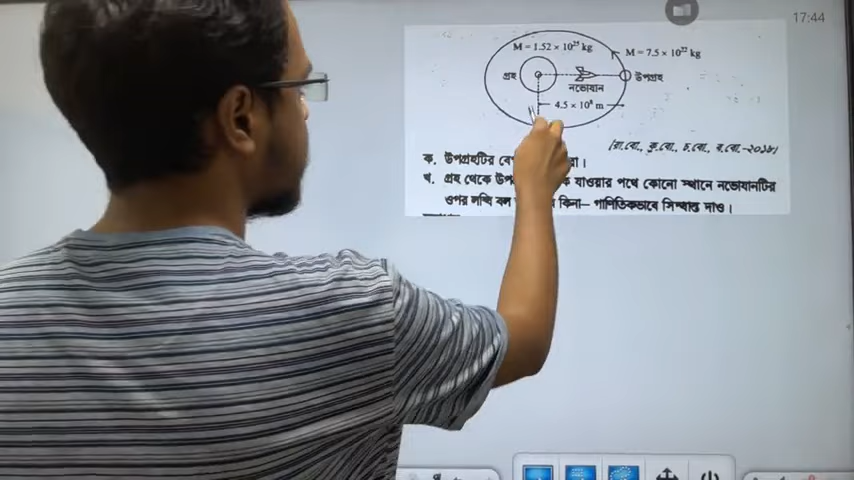 17:44
M = 1.52 × 10²⁵ kg
M = 7.5 × 10²² kg
গ্রহ
উপগ্রহ
নভোযান
4.5 × 10⁸ m
[রা.বো., কু.বো., চ.বো., ব.বো.-২০১৮]
ক. উপগ্রহটির
খ. গ্রহ থেকে যাওয়ার পথে কোনো স্থানে নভোযানটির
ওপর লব্ধি বল কিনা– গাণিতিকভাবে সিদ্ধান্ত দাও।